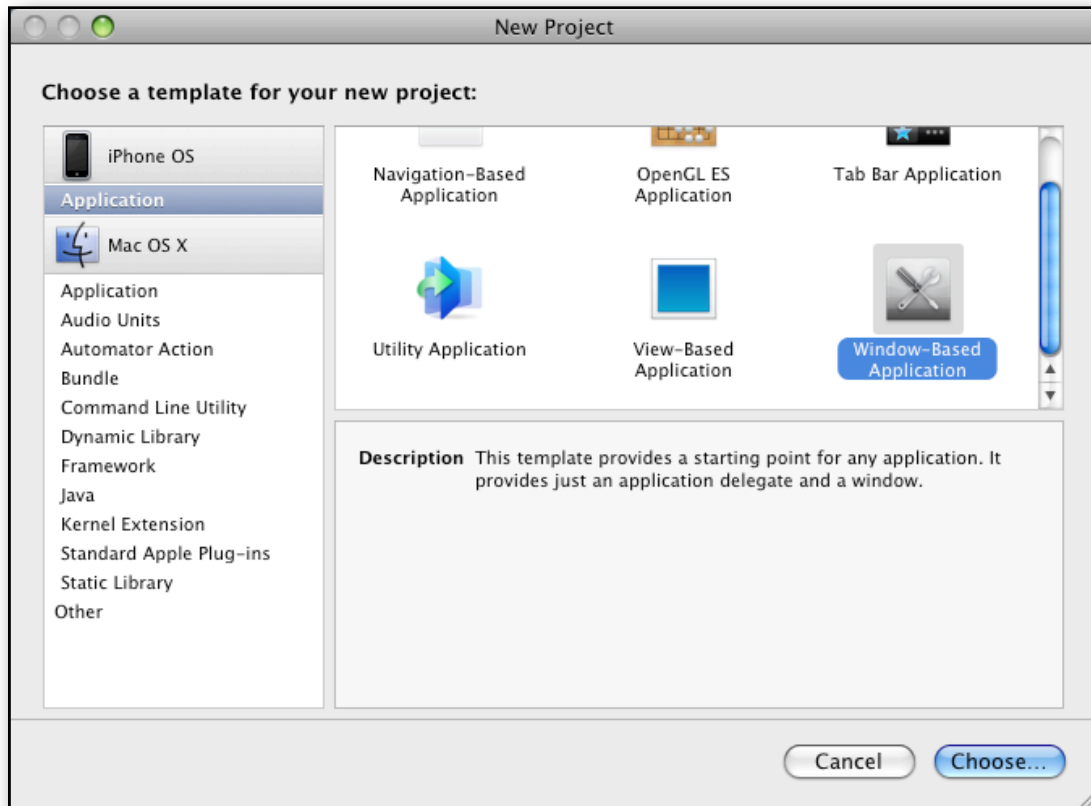 New Project
Choose a template for your new project:
iPhone OS
Application
Mac OS X
Application
Audio Units
Automator Action
Bundle
Command Line Utility
Dynamic Library
Framework
Java
Kernel Extension
Standard Apple Plug-ins
Static Library
Other
Navigation-Based
Application
OpenGL ES
Application
Tab Bar Application
Utility Application
View-Based
Application
Window-Based
Application
Description This template provides a starting point for any application. It
provides just an application delegate and a window.
Cancel
Choose...